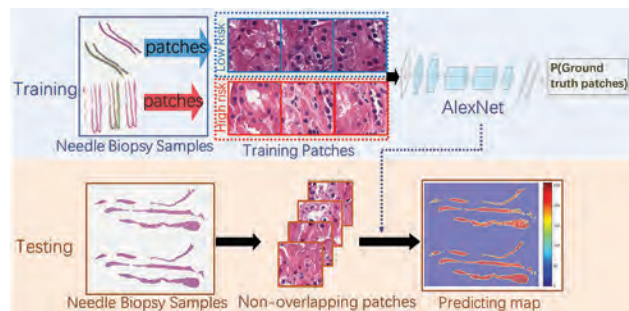 Training
patches
patches
Needle Biopsy Samples
Low Risk
High risk
Training Patches
AlexNet
P(Ground
truth patches)
Testing
Needle Biopsy Samples
Non-overlapping patches
Predicting map